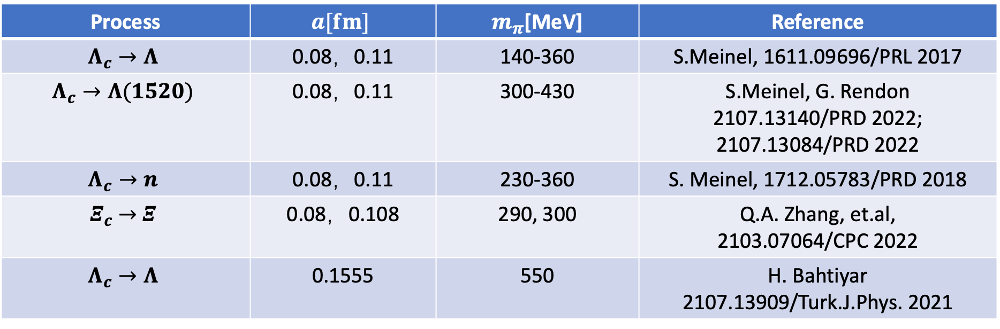 Process a[fm] mπ[MeV] Reference
Λc → Λ 0.08, 0.11 140-360 S.Meinel, 1611.09696/PRL 2017
Λc → Λ(1520) 0.08, 0.11 300-430 S.Meinel, G. Rendon
2107.13140/PRD 2022;
2107.13084/PRD 2022
Λc → n 0.08, 0.11 230-360 S. Meinel, 1712.05783/PRD 2018
Ξc → Ξ 0.08, 0.108 290, 300 Q.A. Zhang, et.al,
2103.07064/CPC 2022
Λc → Λ 0.1555 550 H. Bahtiyar
2107.13909/Turk.J.Phys. 2021